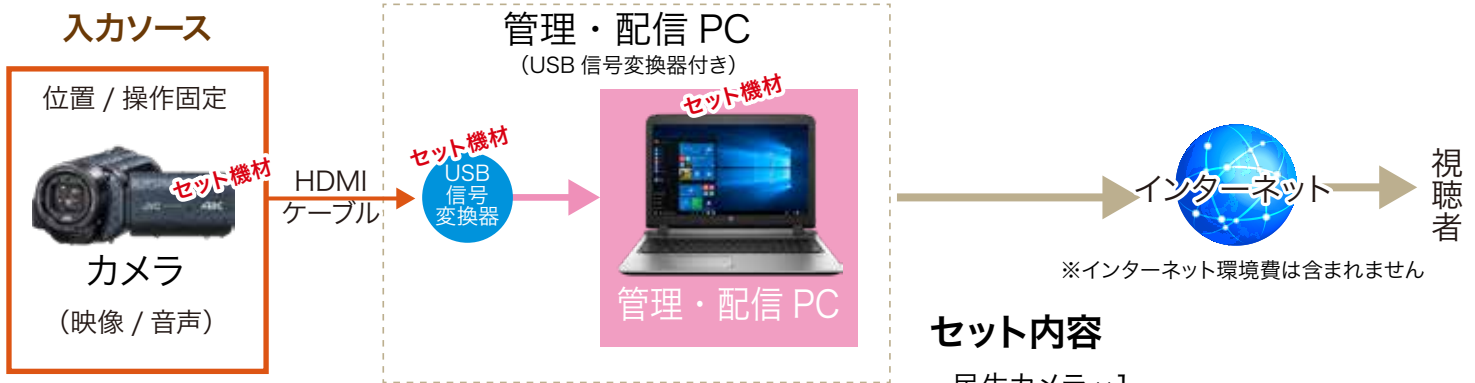 入力ソース
位置 / 操作固定
セット機材
カメラ
（映像 / 音声）
HDMI
ケーブル
管理・配信 PC
（USB 信号変換器付き）
セット機材
USB
信号
変換器
セット機材
管理・配信 PC
インターネット
視聴者
※インターネット環境費は含まれません
セット内容